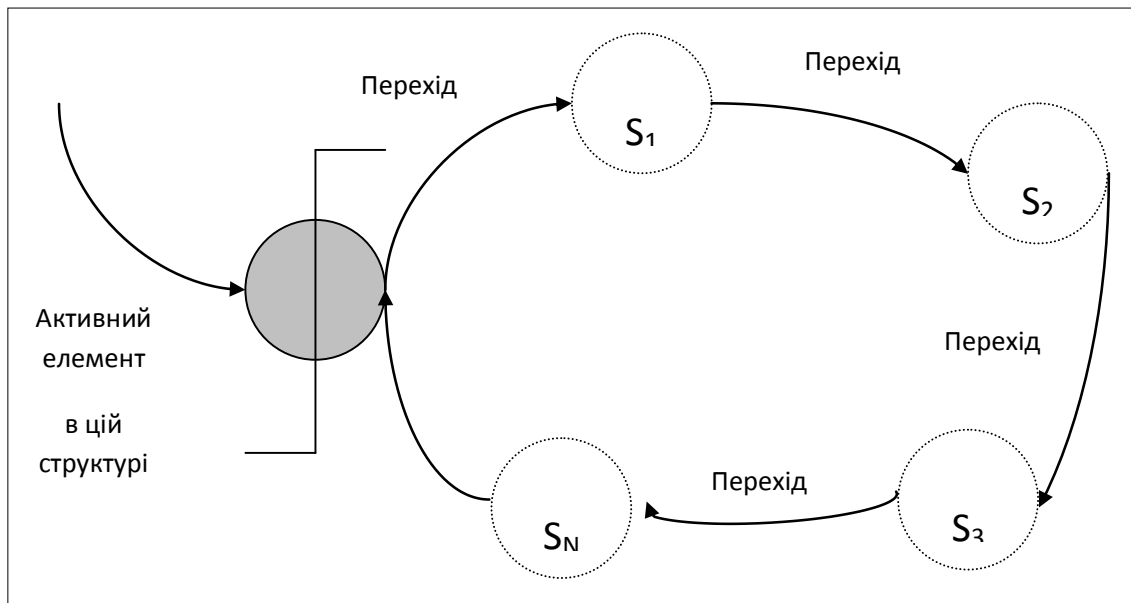 Перехід
S₁
Перехід
S₂
Активний
елемент
в цій
структурі
Перехід
S₃
Перехід
Sₙ